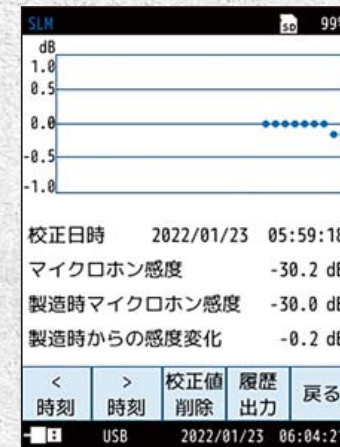 SLM SD 99%
dB
1.0
0.5
0.0
-0.5
-1.0
校正日時 2022/01/23 05:59:18
マイクロホン感度 -30.2 dB
製造時マイクロホン感度 -30.0 dB
製造時からの感度変化 -0.2 dB
< > 校正値 履歴 戻る
時刻 時刻 削除 出力
USB 2022/01/23 06:04:21